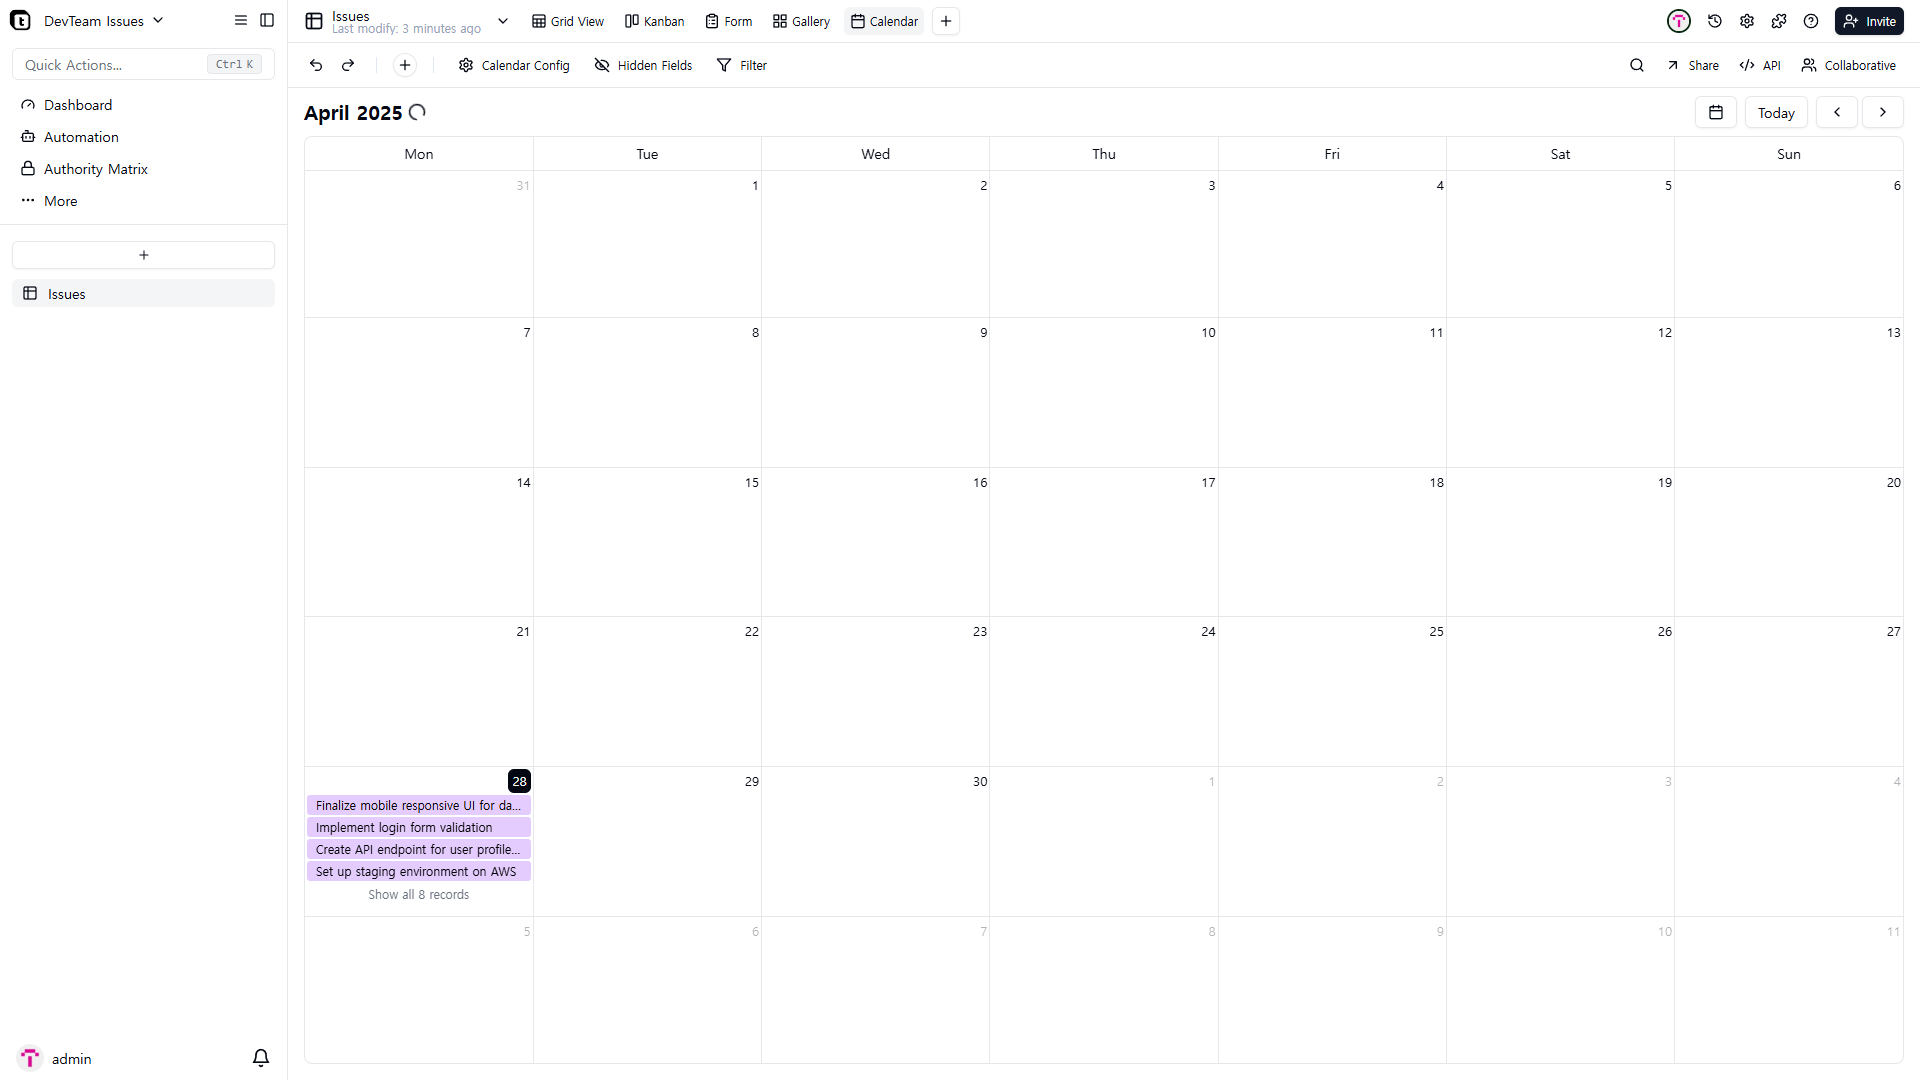 DevTeam Issues
Quick Actions... Ctrl K
Dashboard
Automation
Authority Matrix
More
Issues
admin
Issues
Last modify: 3 minutes ago
Grid View Kanban Form Gallery Calendar
Invite
Calendar Config Hidden Fields Filter
Share API Collaborative
April 2025
Today
Mon Tue Wed Thu Fri Sat Sun
31 1 2 3 4 5 6
7 8 9 10 11 12 13
14 15 16 17 18 19 20
21 22 23 24 25 26 27
28 29 30 1 2 3 4
Finalize mobile responsive UI for da...
Implement login form validation
Create API endpoint for user profile...
Set up staging environment on AWS
Show all 8 records
5 6 7 8 9 10 11